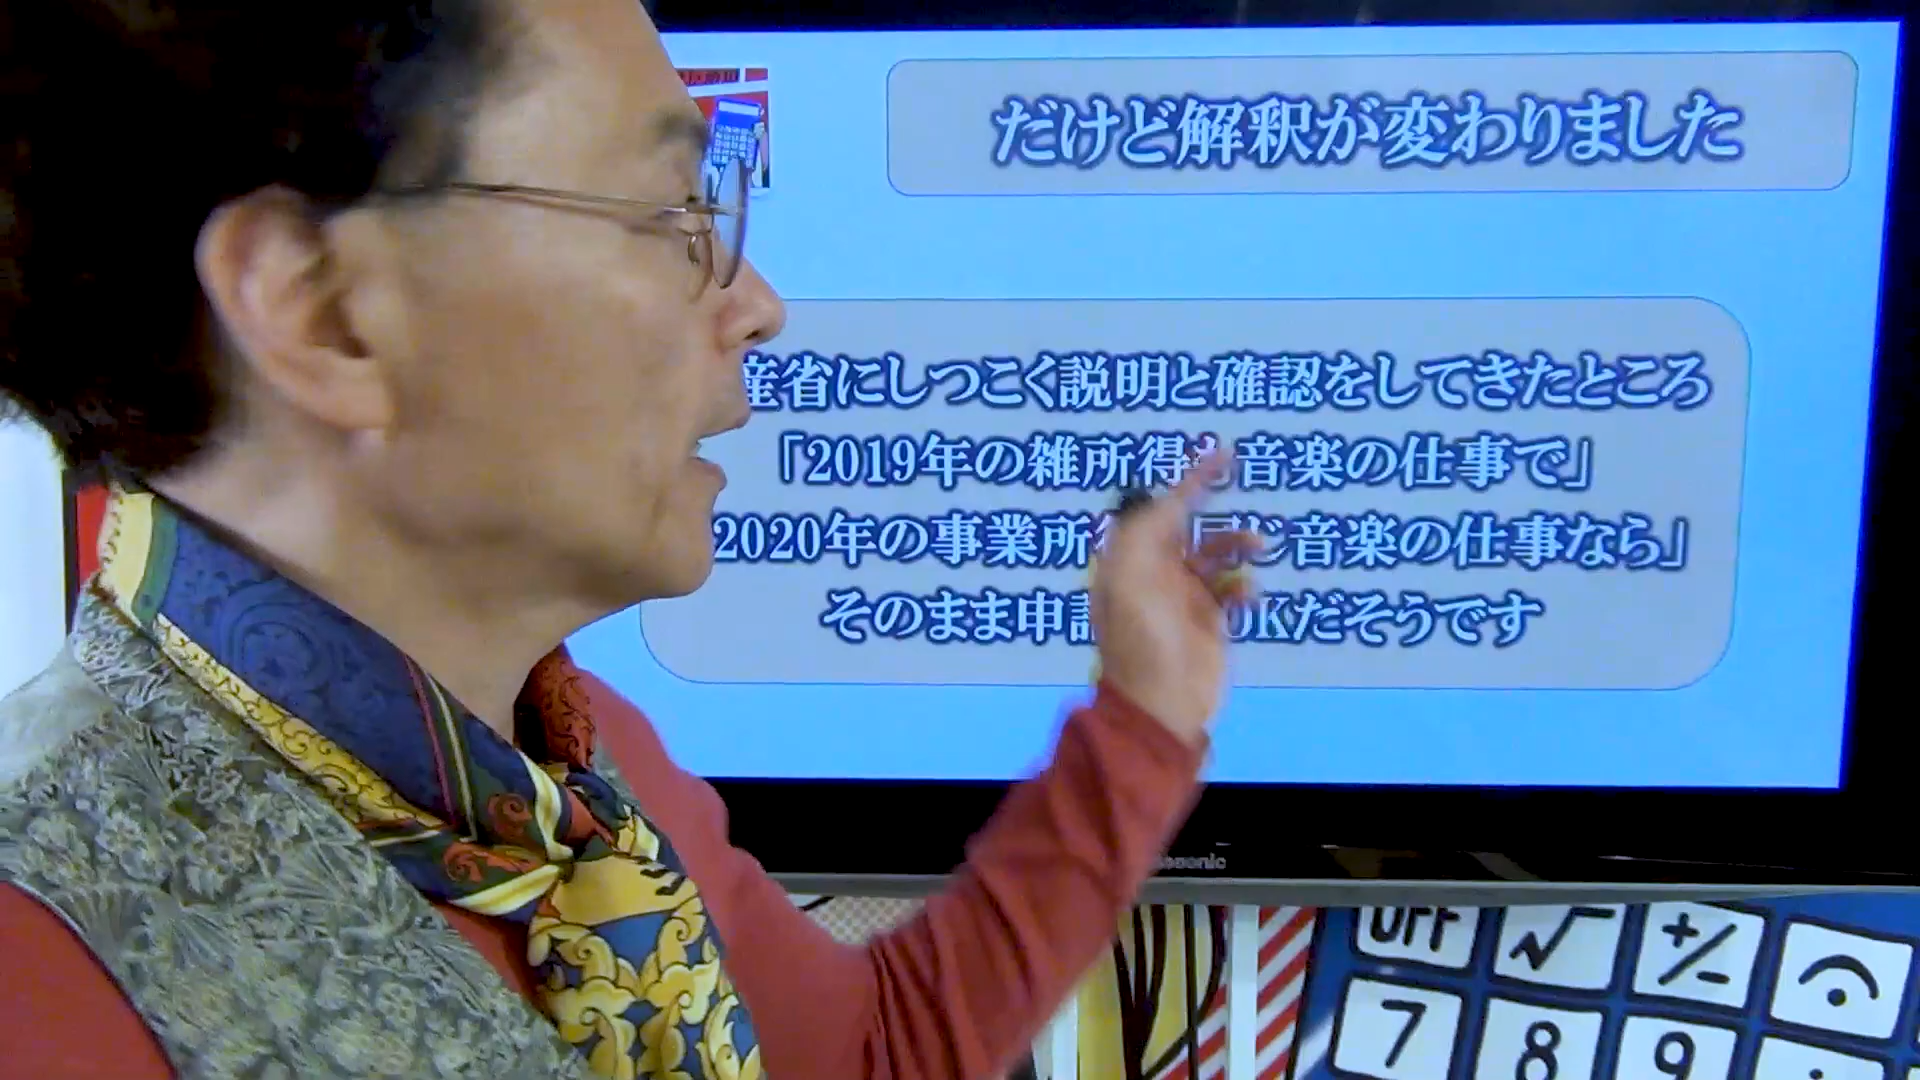 だけど解釈が変わりました
産省にしつこく説明と確認をしてきたところ
「2019年の雑所得も音楽の仕事で」
2020年の事業所 同じ音楽の仕事なら」
そのまま申 OKだそうです
Panasonic
OFF √ +/-
7 8 9